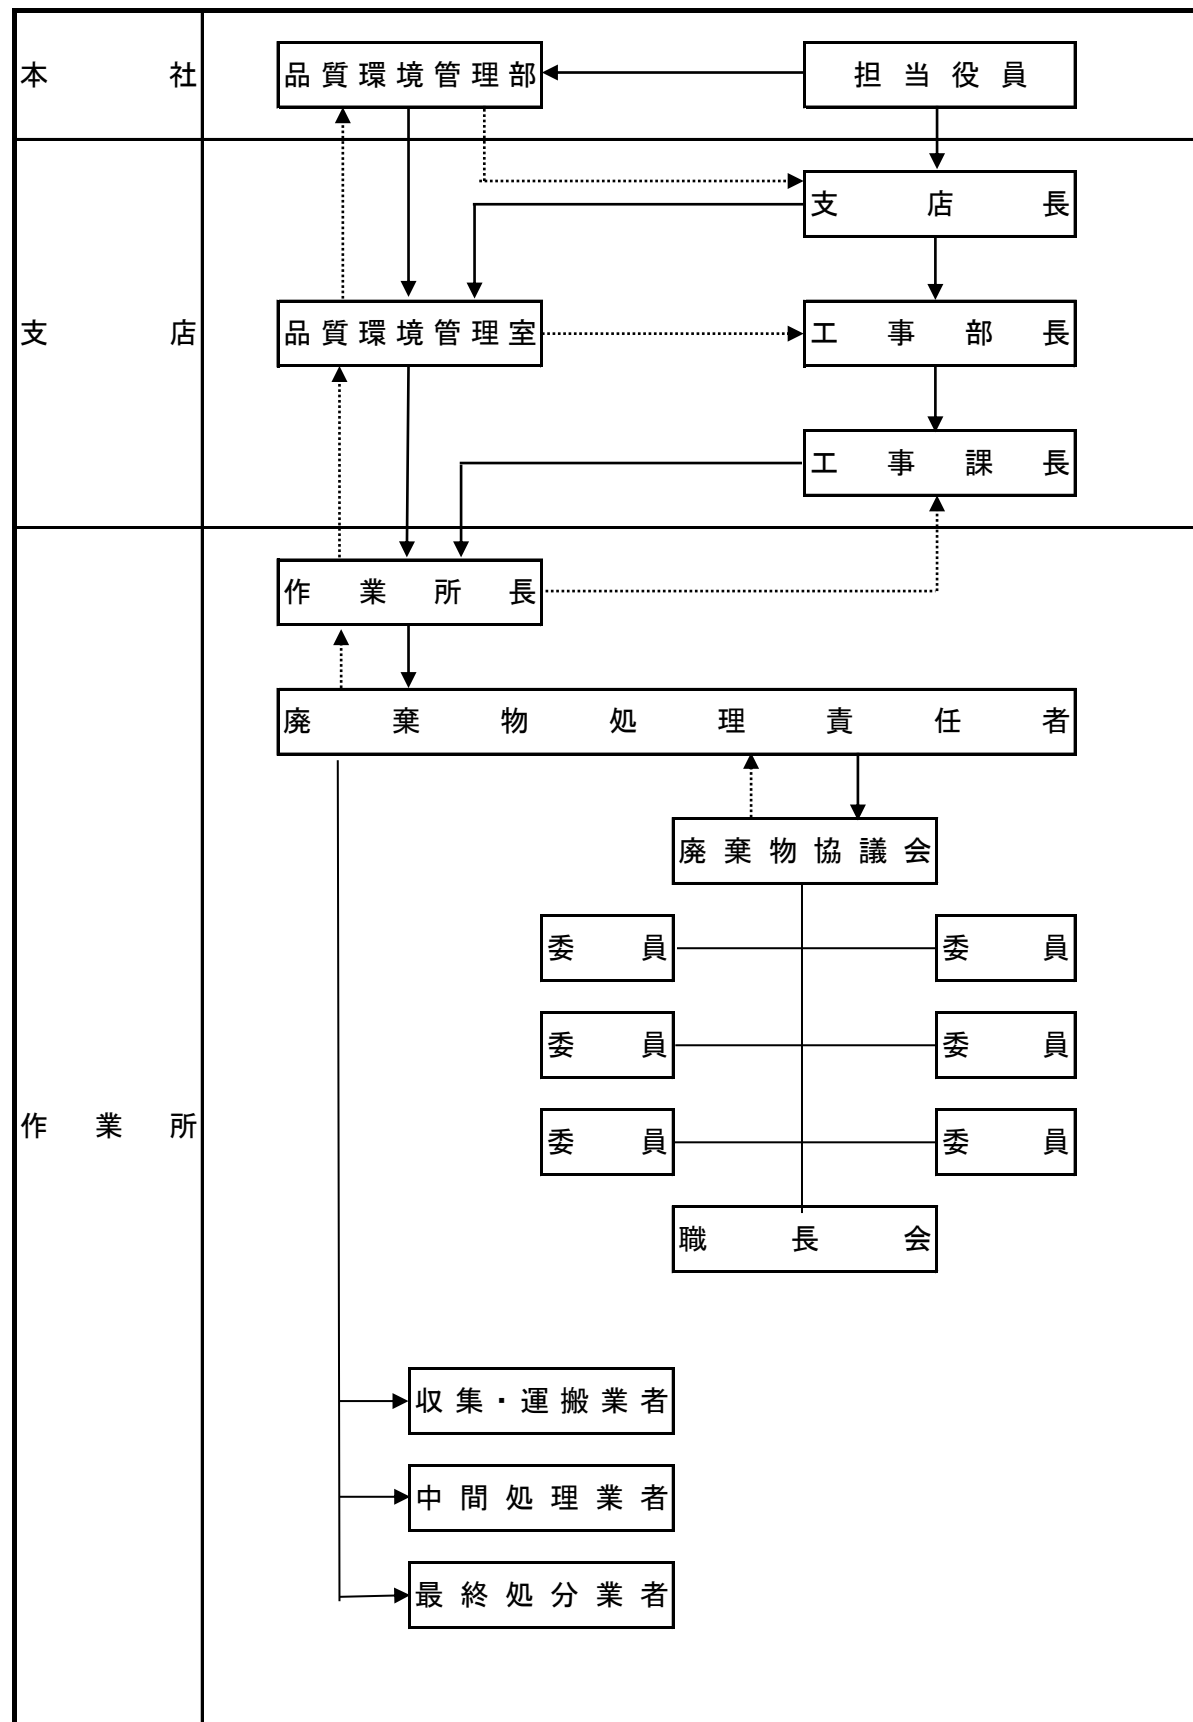 本社
品質環境管理部
担当役員
支店長
支店
品質環境管理室
工事部長
工事課長
作業所長
廃棄物処理責任者
廃棄物協議会
委員
委員
委員
委員
作業所
委員
委員
職長会
収集・運搬業者
中間処理業者
最終処分業者